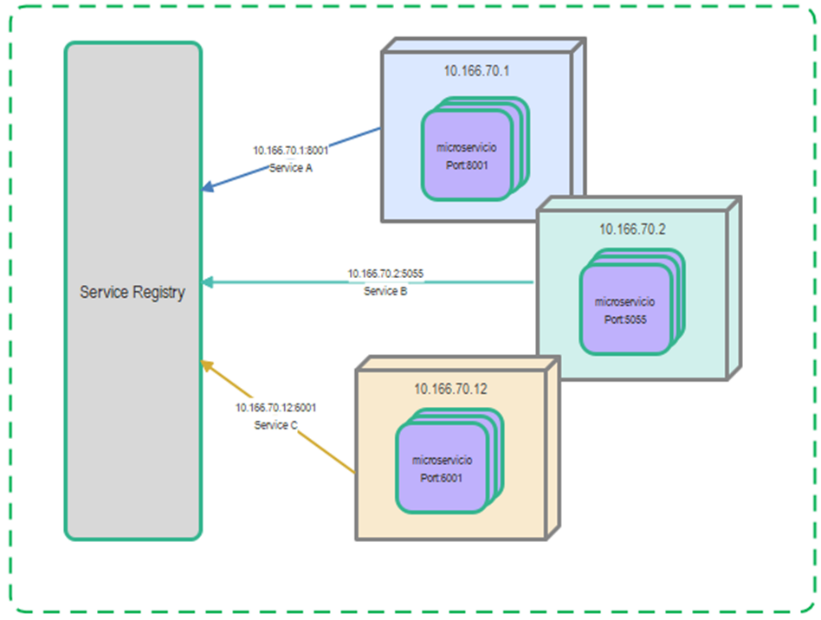 10.166.70.1
microservicio
Port:8001
10.166.70.1:8001
Service A
10.166.70.2
microservicio
Port:5055
10.166.70.2:5055
Service B
Service Registry
10.166.70.12
microservicio
Port:6001
10.166.70.12:6001
Service C